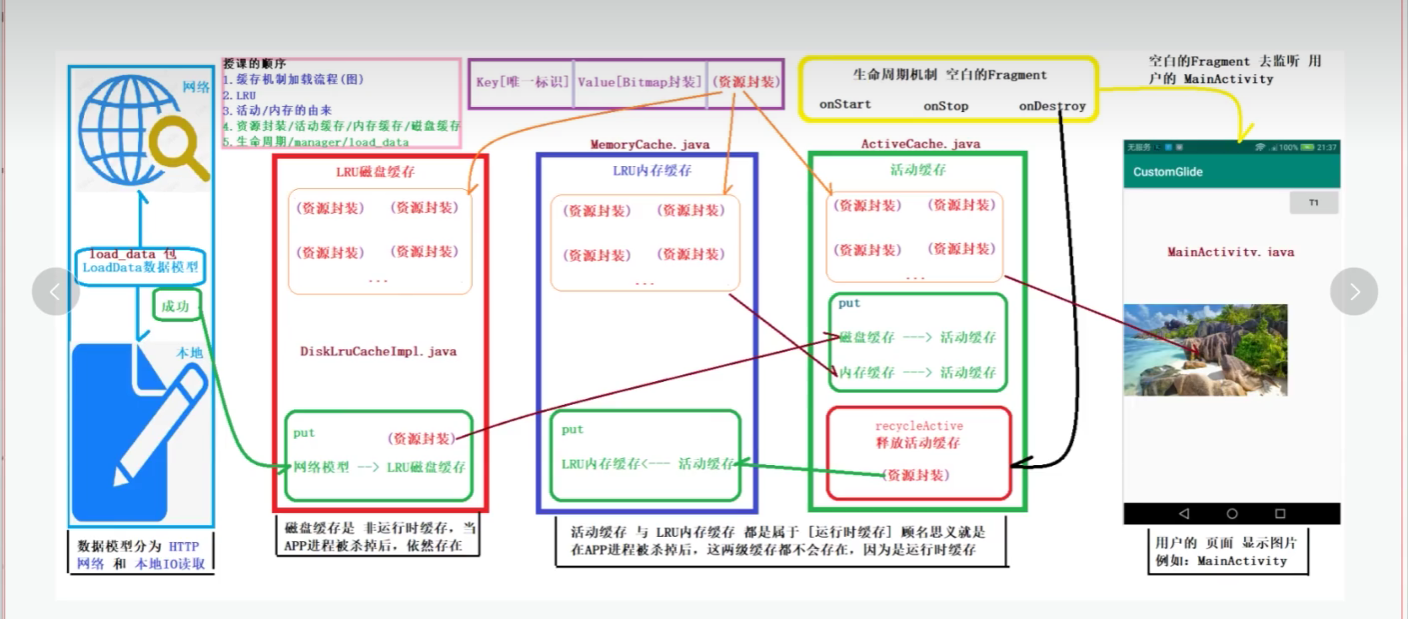 网络
load_data 包
LoadData数据模型
成功
本地
数据模型分为 HTTP
网络 和 本地IO读取
授课的顺序
1.缓存机制加载流程(图)
2.LRU
3.活动/内存的由来
4.资源封装/活动缓存/内存缓存/磁盘缓存
5.生命周期/manager/load_data
Key[唯一标识] Value[Bitmap封装] (资源封装)
LRU磁盘缓存
(资源封装) (资源封装)
(资源封装) (资源封装)
...
DiskLruCacheImpl.java
put (资源封装)
网络模型 --> LRU磁盘缓存
磁盘缓存是 非运行时缓存，当
APP进程被杀掉后，依然存在
MemoryCache.java
LRU内存缓存
(资源封装) (资源封装)
(资源封装) (资源封装)
...
put
LRU内存缓存<--- 活动缓存
生命周期机制 空白的Fragment
onStart onStop onDestroy
ActiveCache.java
活动缓存
(资源封装) (资源封装)
(资源封装) (资源封装)
...
put
磁盘缓存 ---> 活动缓存
内存缓存 ---> 活动缓存
recycleActive
释放活动缓存
(资源封装)
活动缓存 与 LRU内存缓存 都是属于 [运行时缓存] 顾名思义就是
在APP进程被杀掉后，这两级缓存都不会存在，因为是运行时缓存
空白的Fragment 去监听 用
户的 MainActivity
无服务 100% 21:37
CustomGlide
T1
MainActivity.java
用户的 页面 显示图片
例如: MainActivity